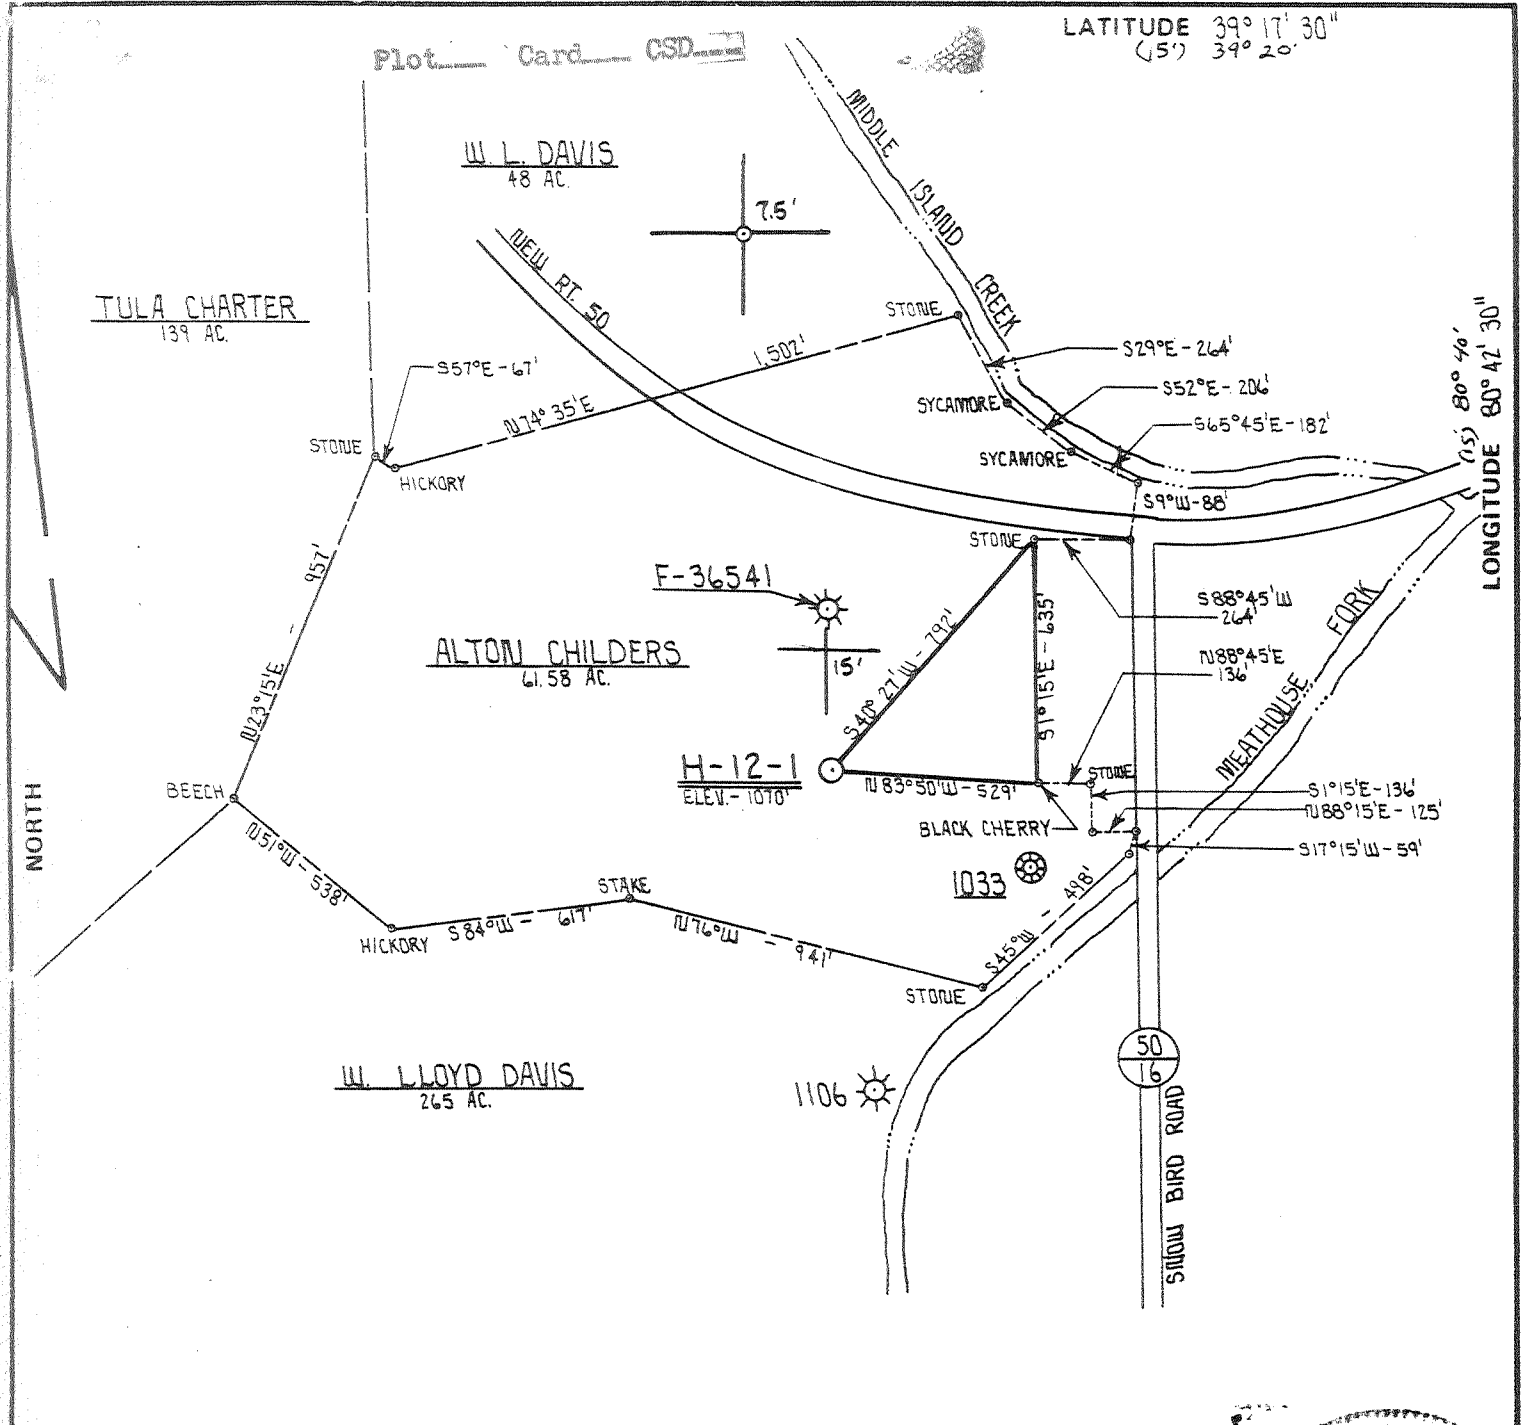 LATITUDE 39° 17' 30"
(15') 39° 20'
Plot Card CSD
W. L. DAVIS
48 AC.
7.5'
MIDDLE ISLAND CREEK
NEW RT. 50
TULA CHARTER
139 AC.
STONE
S29°E-264'
S57°E-67'
1,502'
S52°E-206'
N74°35'E
SYCAMORE
S65°45'E-182'
STONE
HICKORY
SYCAMORE
(15') 80° 40'
LONGITUDE 80° 42' 30"
S9°W-88'
STONE
957'
F-36541
S88°45'W
264'
FORK
ALTON CHILDERS
61.58 AC.
15'
S40°27'W-792'
S1°15'E-635'
N88°45'E
136'
MEATHOUSE
N23°15'E
H-12-1
ELEV.-1070'
STONE
N83°50'W-529'
BEECH
S1°15'E-136'
N88°15'E-125'
BLACK CHERRY
S17°15'W-59'
NORTH
N51°W-538'
1033
498'
STAKE
HICKORY
S84°W- 617'
N76°W - 941'
S45°W -
STONE
50
16
W. LLOYD DAVIS
265 AC.
1106
SNOW BIRD ROAD